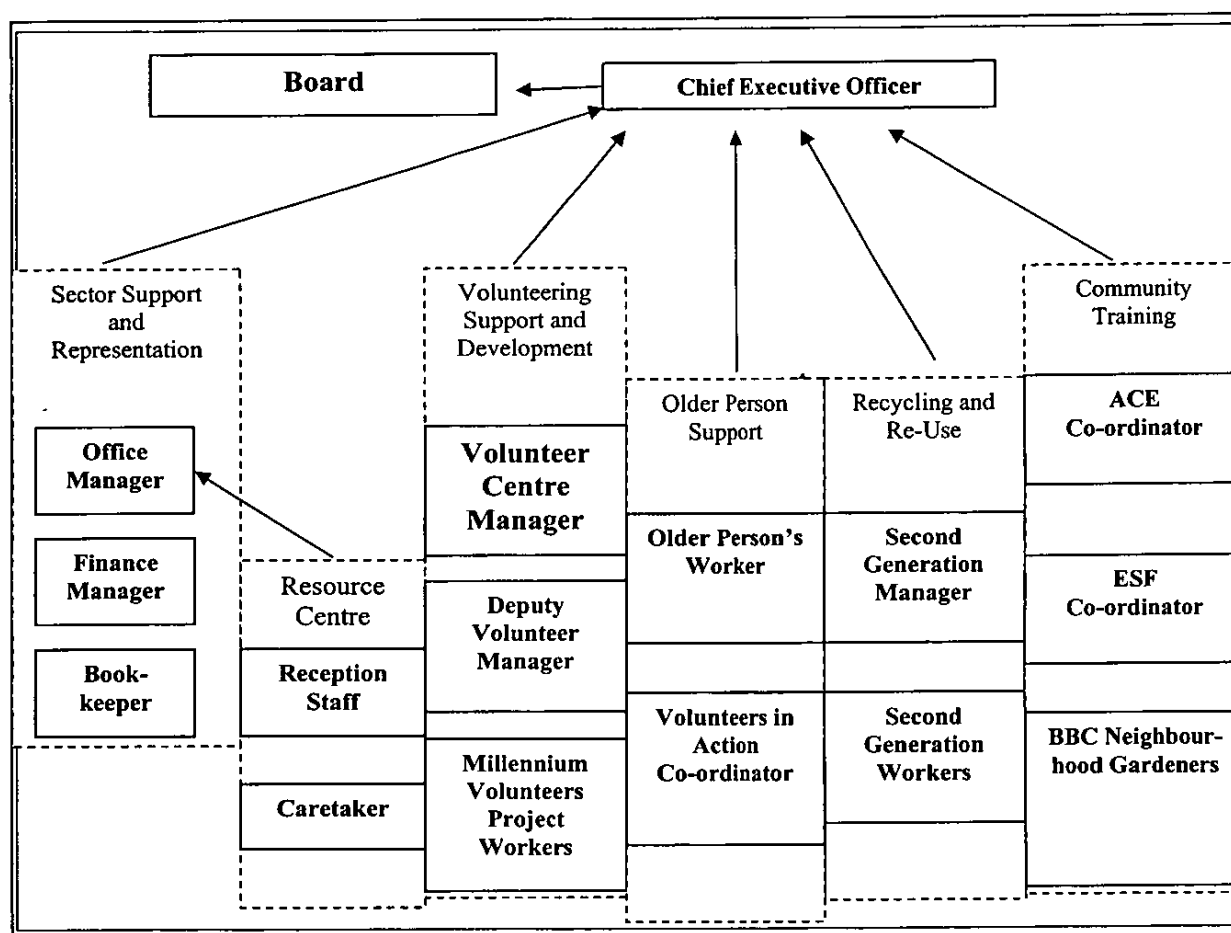 Board
Chief Executive Officer
Sector Support
and
Representation
Office
Manager
Finance
Manager
Book-
keeper
Resource
Centre
Reception
Staff
Caretaker
Volunteering
Support and
Development
Volunteer
Centre
Manager
Deputy
Volunteer
Manager
Millennium
Volunteers
Project
Workers
Older Person
Support
Older Person's
Worker
Volunteers in
Action
Co-ordinator
Recycling and
Re-Use
Second
Generation
Manager
Second
Generation
Workers
Community
Training
ACE
Co-ordinator
ESF
Co-ordinator
BBC Neighbour-
hood Gardeners